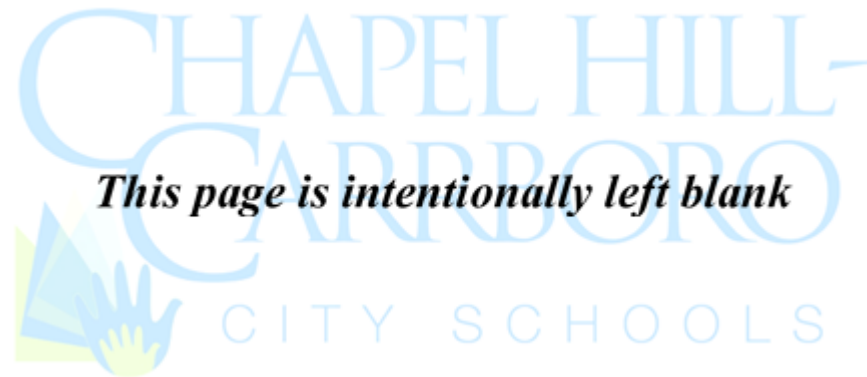 CHAPEL HILL-
CARRBORO
This page is intentionally left blank
CITY SCHOOLS